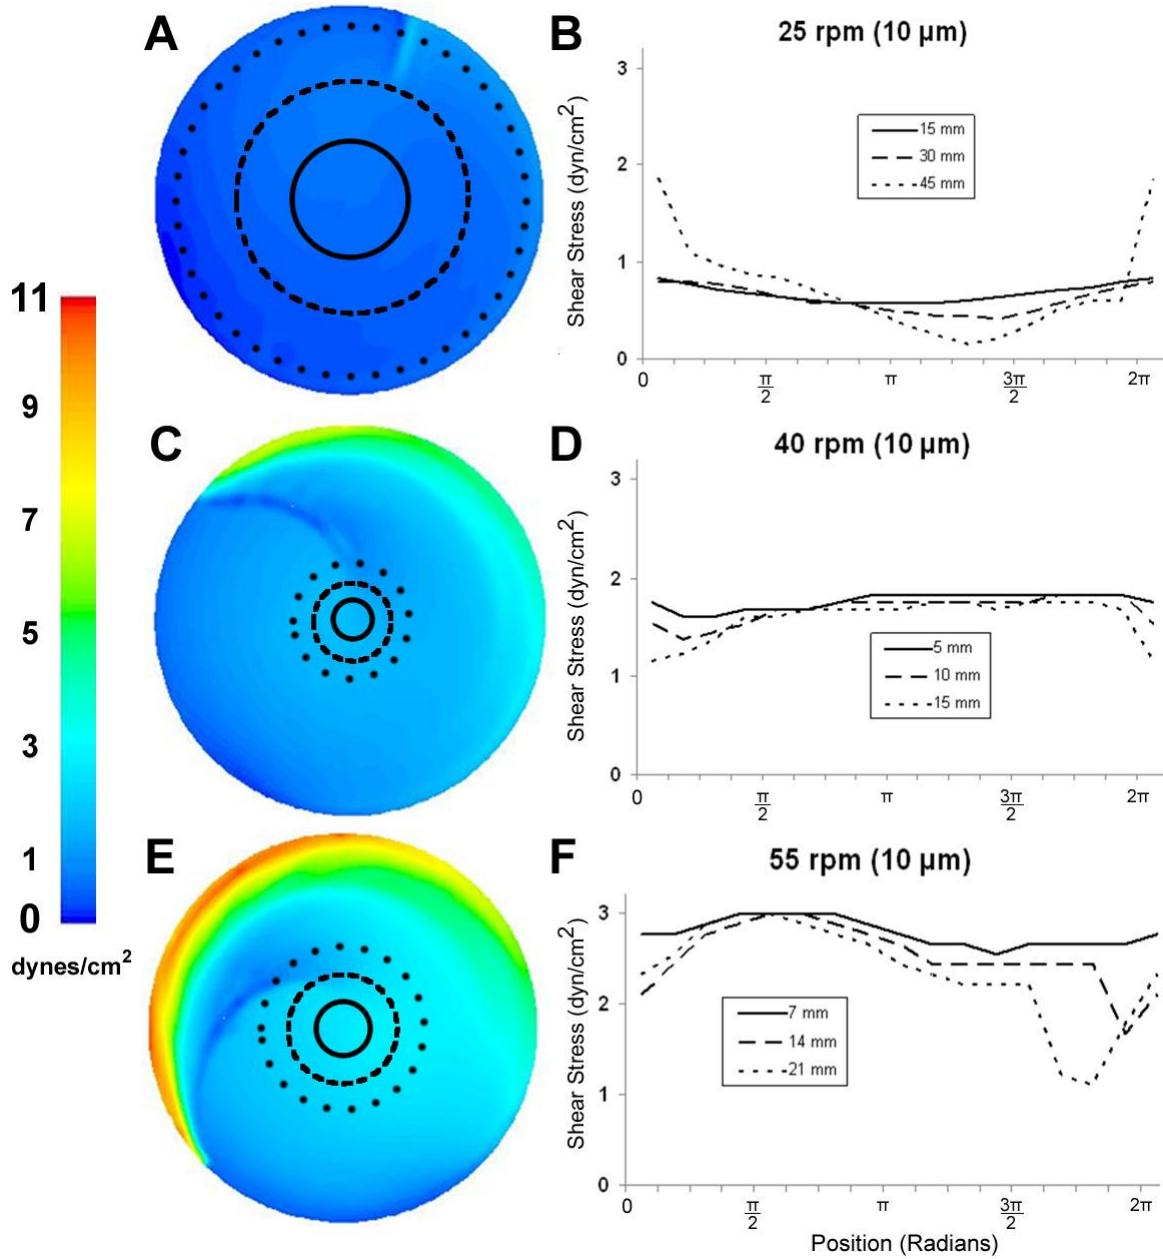 A
B
25 rpm (10 µm)
Shear Stress (dyn/cm²)
3
2
1
0
15 mm
30 mm
45 mm
0
π/2
π
3π/2
2π
11
9
7
5
3
1
0
dynes/cm²
C
D
40 rpm (10 µm)
Shear Stress (dyn/cm²)
3
2
1
0
5 mm
10 mm
15 mm
0
π/2
π
3π/2
2π
E
F
55 rpm (10 µm)
Shear Stress (dyn/cm²)
3
2
1
0
7 mm
14 mm
21 mm
0
π/2
π
3π/2
2π
Position (Radians)